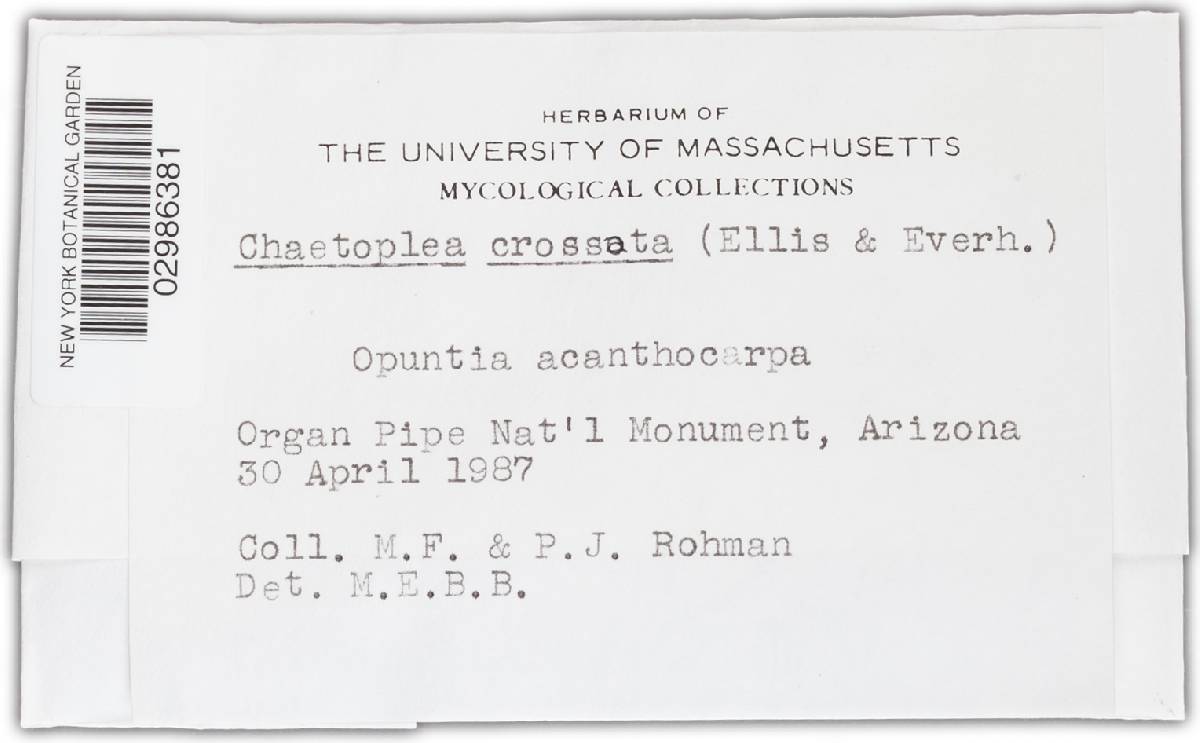 NEW YORK BOTANICAL GARDEN
02986381
HERBARIUM OF
THE UNIVERSITY OF MASSACHUSETTS
MYCOLOGICAL COLLECTIONS
Chaetoplea crossata (Ellis & Everh.)
Opuntia acanthocarpa
Organ Pipe Nat'l Monument, Arizona
30 April 1987
Coll. M.F. & P.J. Rohman
Det. M.E.B.B.